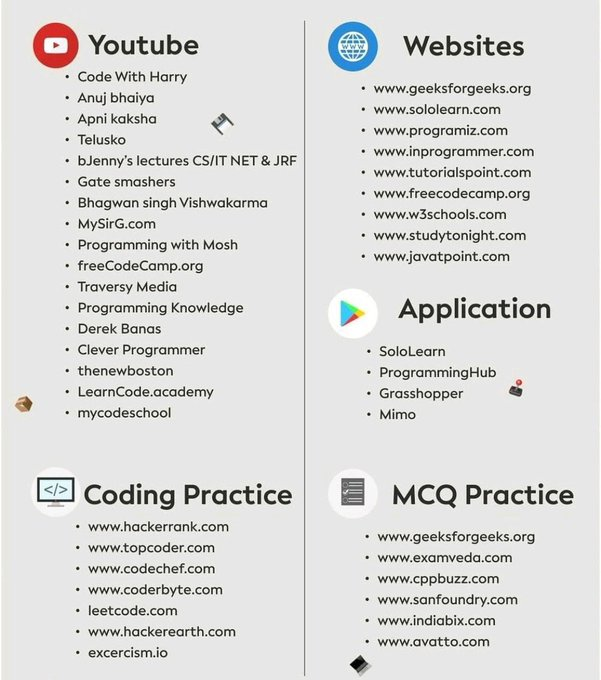 Youtube
• Code With Harry
• Anuj bhaiya
• Apni kaksha
• Telusko
• bJenny's lectures CS/IT NET & JRF
• Gate smashers
• Bhagwan singh Vishwakarma
• MySirG.com
• Programming with Mosh
• freeCodeCamp.org
• Traversy Media
• Programming Knowledge
• Derek Banas
• Clever Programmer
• thenewboston
• LearnCode.academy
• mycodeschool
</> Coding Practice
• www.hackerrank.com
• www.topcoder.com
• www.codechef.com
• www.coderbyte.com
• leetcode.com
• www.hackerearth.com
• excercism.io
WWW Websites
• www.geeksforgeeks.org
• www.sololearn.com
• www.programiz.com
• www.inprogrammer.com
• www.tutorialspoint.com
• www.freecodecamp.org
• www.w3schools.com
• www.studytonight.com
• www.javatpoint.com
Application
• SoloLearn
• ProgrammingHub
• Grasshopper
• Mimo
MCQ Practice
• www.geeksforgeeks.org
• www.examveda.com
• www.cppbuzz.com
• www.sanfoundry.com
• www.indiabix.com
• www.avatto.com